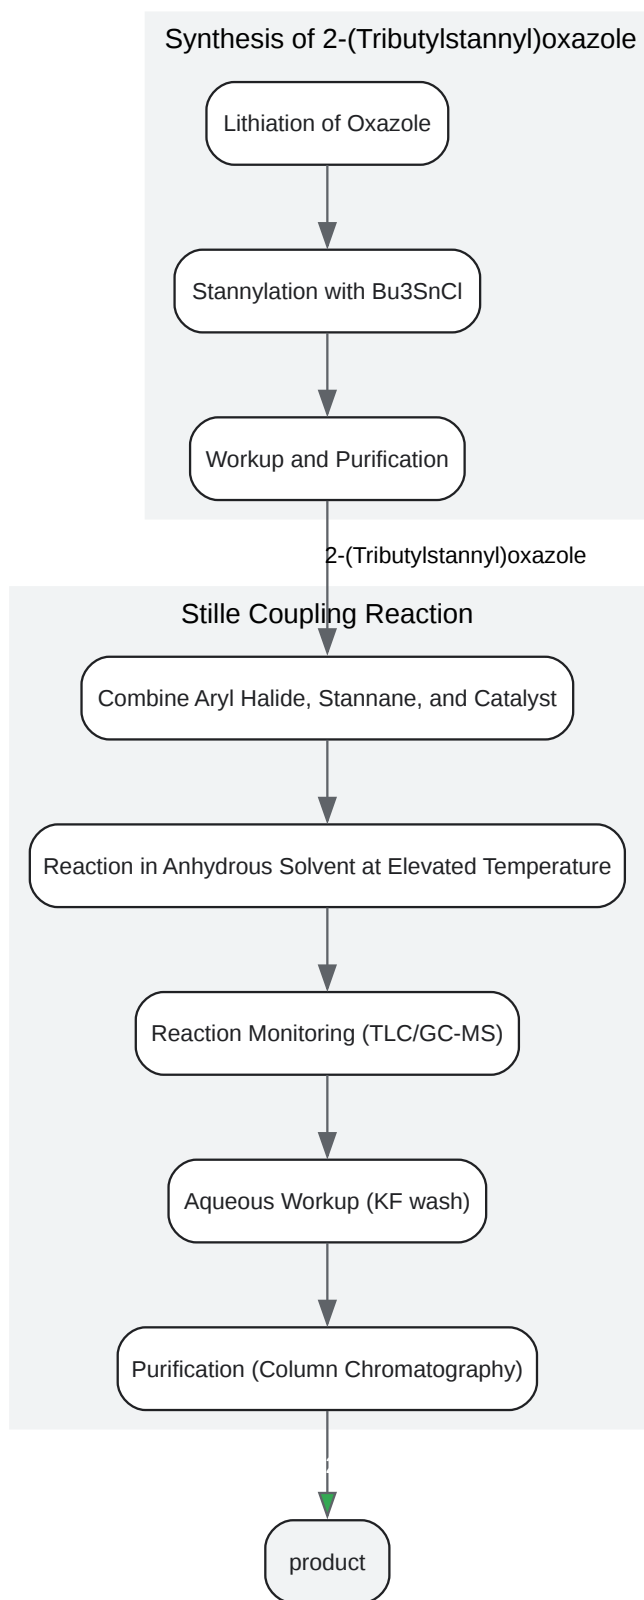 Synthesis of 2-(Tributylstannyl)oxazole
Lithiation of Oxazole
Stannylation with Bu3SnCl
Workup and Purification
2-(Tributylstannyl)oxazole
Stille Coupling Reaction
Combine Aryl Halide, Stannane, and Catalyst
Reaction in Anhydrous Solvent at Elevated Temperature
Reaction Monitoring (TLC/GC-MS)
Aqueous Workup (KF wash)
Purification (Column Chromatography)
product